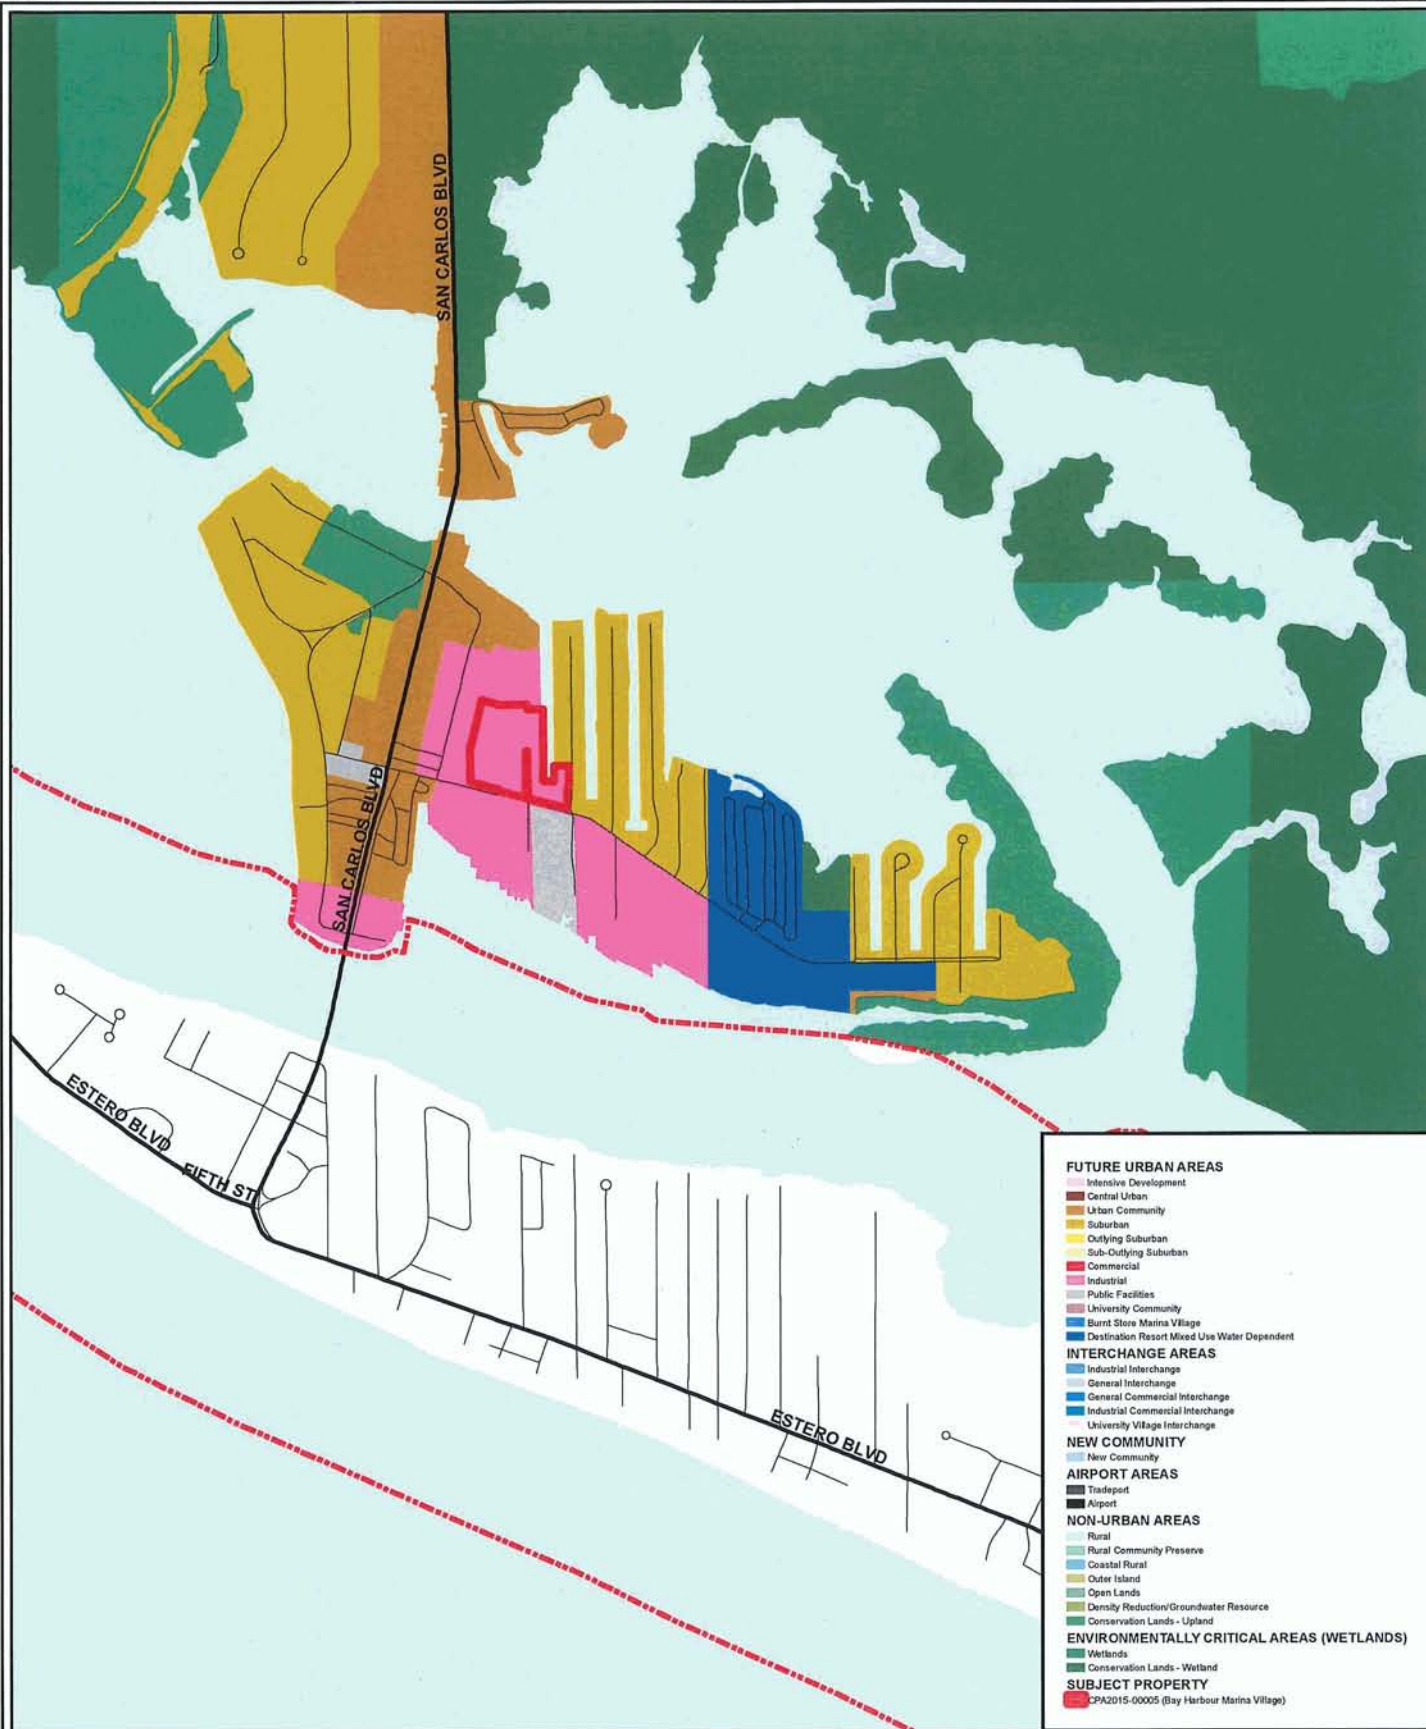 SAN CARLOS BLVD
SAN CARLOS BLVD
SAN CARLOS BLVD
ESTERO BLVD
FIFTH ST
ESTERO BLVD
FUTURE URBAN AREAS
Intensive Development
Central Urban
Urban Community
Suburban
Outlying Suburban
Sub-Outlying Suburban
Commercial
Industrial
Public Facilities
University Community
Burnt Store Marina Village
Destination Resort Mixed Use Water Dependent
INTERCHANGE AREAS
Industrial Interchange
General Interchange
General Commercial Interchange
Industrial Commercial Interchange
University Village Interchange
NEW COMMUNITY
New Community
AIRPORT AREAS
Tradeport
Airport
NON-URBAN AREAS
Rural
Rural Community Preserve
Coastal Rural
Outer Island
Open Lands
Density Reduction/Groundwater Resource
Conservation Lands - Upland
ENVIRONMENTALLY CRITICAL AREAS (WETLANDS)
Wetlands
Conservation Lands - Wetland
SUBJECT PROPERTY
CPA2015-00005 (Bay Harbour Marina Village)